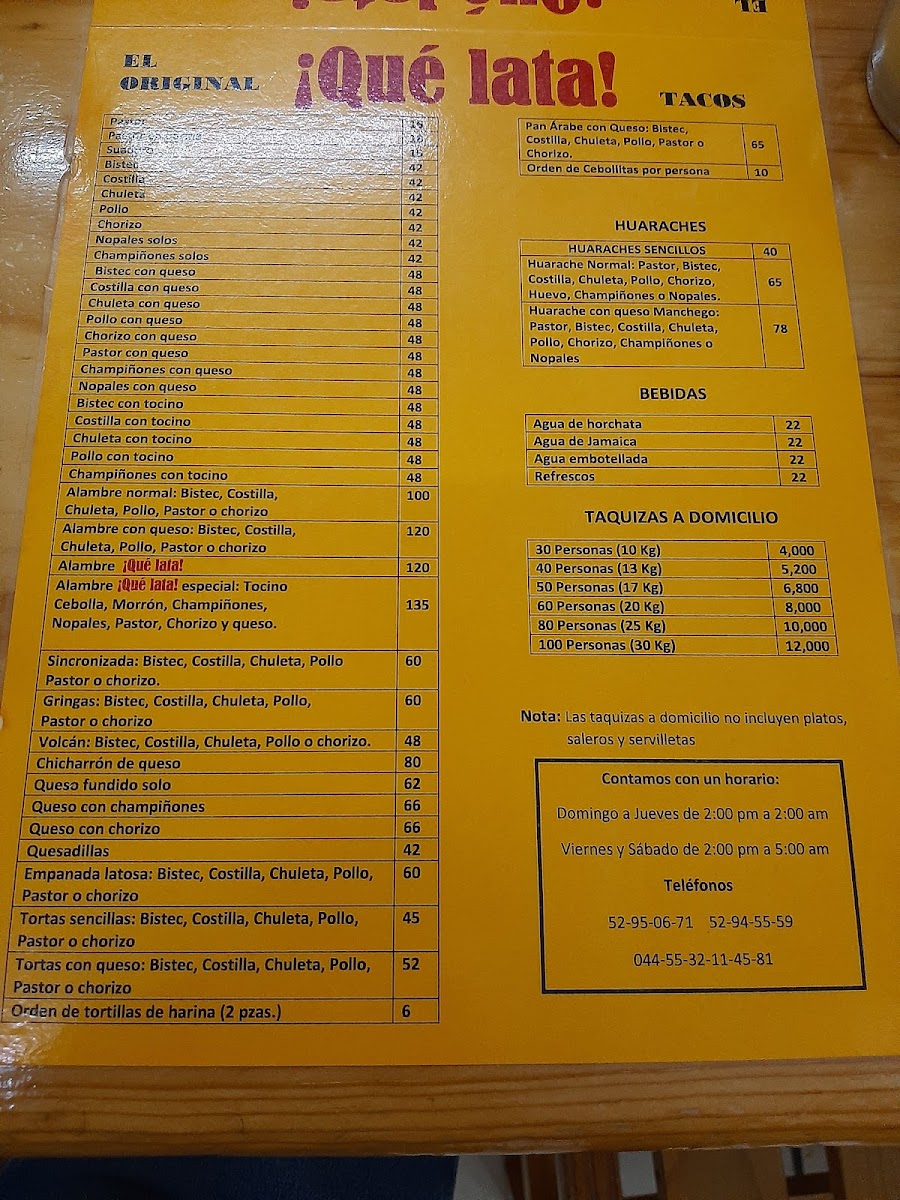 EL
ORIGINAL
¡Qué lata!
TACOS
Pastor 16
Suadero 16
Bistec 42
Costilla 42
Chuleta 42
Pollo 42
Chorizo 42
Nopales solos 42
Champiñones solos 42
Bistec con queso 48
Costilla con queso 48
Chuleta con queso 48
Pollo con queso 48
Chorizo con queso 48
Pastor con queso 48
Champiñones con queso 48
Nopales con queso 48
Bistec con tocino 48
Costilla con tocino 48
Chuleta con tocino 48
Pollo con tocino 48
Champiñones con tocino 48
Alambre normal: Bistec, Costilla, 100
Chuleta, Pollo, Pastor o chorizo
Alambre con queso: Bistec, Costilla, 120
Chuleta, Pollo, Pastor o chorizo
Alambre ¡Qué lata! 120
Alambre ¡Qué lata! especial: Tocino
Cebolla, Morrón, Champiñones, 135
Nopales, Pastor, Chorizo y queso.
Sincronizada: Bistec, Costilla, Chuleta, Pollo 60
Pastor o chorizo.
Gringas: Bistec, Costilla, Chuleta, Pollo, 60
Pastor o chorizo
Volcán: Bistec, Costilla, Chuleta, Pollo o chorizo. 48
Chicharrón de queso 80
Queso fundido solo 62
Queso con champiñones 66
Queso con chorizo 66
Quesadillas 42
Empanada latosa: Bistec, Costilla, Chuleta, Pollo, 60
Pastor o chorizo
Tortas sencillas: Bistec, Costilla, Chuleta, Pollo, 45
Pastor o chorizo
Tortas con queso: Bistec, Costilla, Chuleta, Pollo, 52
Pastor o chorizo
Orden de tortillas de harina (2 pzas.) 6
Pan Árabe con Queso: Bistec,
Costilla, Chuleta, Pollo, Pastor o 65
Chorizo.
Orden de Cebollitas por persona 10
HUARACHES
HUARACHES SENCILLOS 40
Huarache Normal: Pastor, Bistec,
Costilla, Chuleta, Pollo, Chorizo, 65
Huevo, Champiñones o Nopales.
Huarache con queso Manchego:
Pastor, Bistec, Costilla, Chuleta, 78
Pollo, Chorizo, Champiñones o
Nopales
BEBIDAS
Agua de horchata 22
Agua de Jamaica 22
Agua embotellada 22
Refrescos 22
TAQUIZAS A DOMICILIO
30 Personas (10 Kg) 4,000
40 Personas (13 Kg) 5,200
50 Personas (17 Kg) 6,800
60 Personas (20 Kg) 8,000
80 Personas (25 Kg) 10,000
100 Personas (30 Kg) 12,000
Nota: Las taquizas a domicilio no incluyen platos,
saleros y servilletas
Contamos con un horario:
Domingo a Jueves de 2:00 pm a 2:00 am
Viernes y Sábado de 2:00 pm a 5:00 am
Teléfonos
52-95-06-71 52-94-55-59
044-55-32-11-45-81